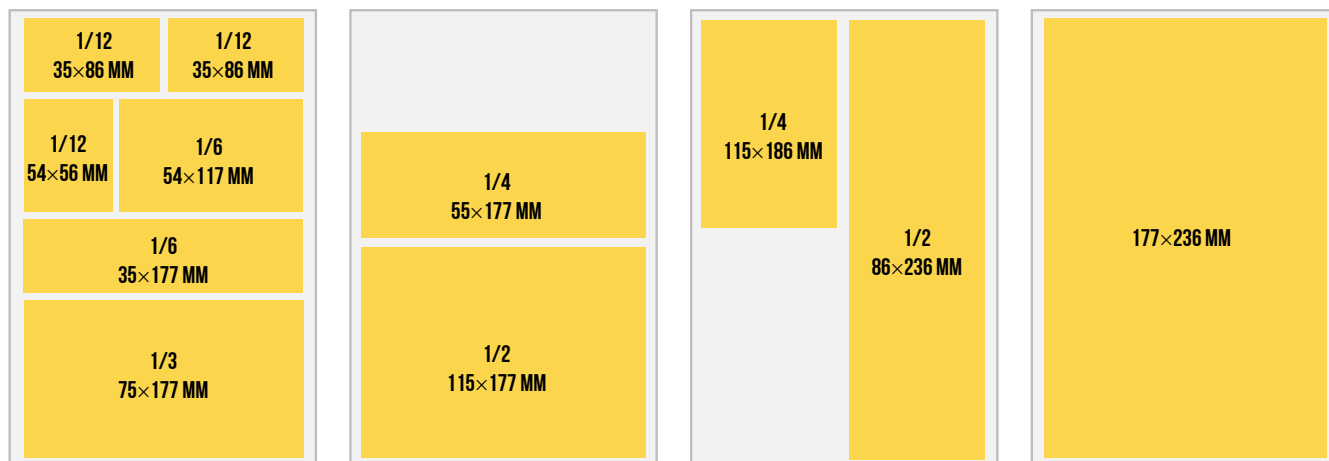 1/12
35×86 MM
1/12
35×86 MM
1/12
54×56 MM
1/6
54×117 MM
1/6
35×177 MM
1/3
75×177 MM
1/4
55×177 MM
1/2
115×177 MM
1/4
115×186 MM
1/2
86×236 MM
177×236 MM